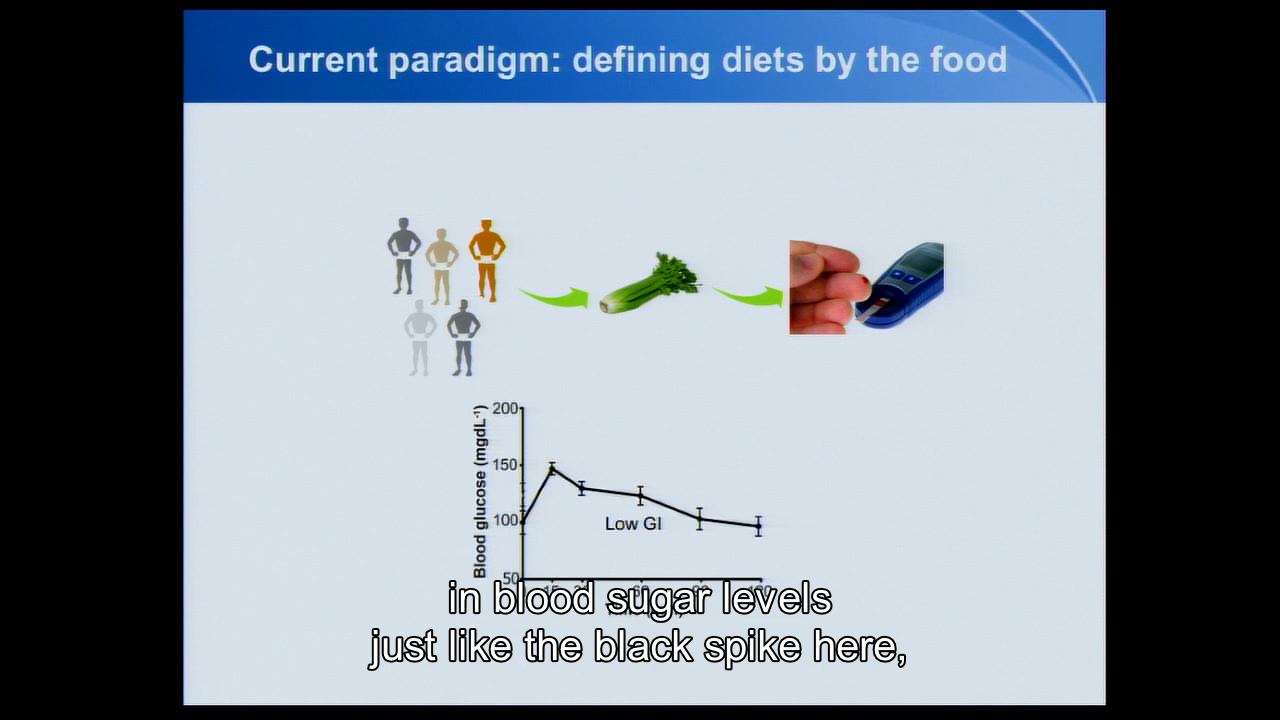 Current paradigm: defining diets by the food
200
150
100
50
Blood glucose (mgdL⁻¹)
Low GI
in blood sugar levels
just like the black spike here,